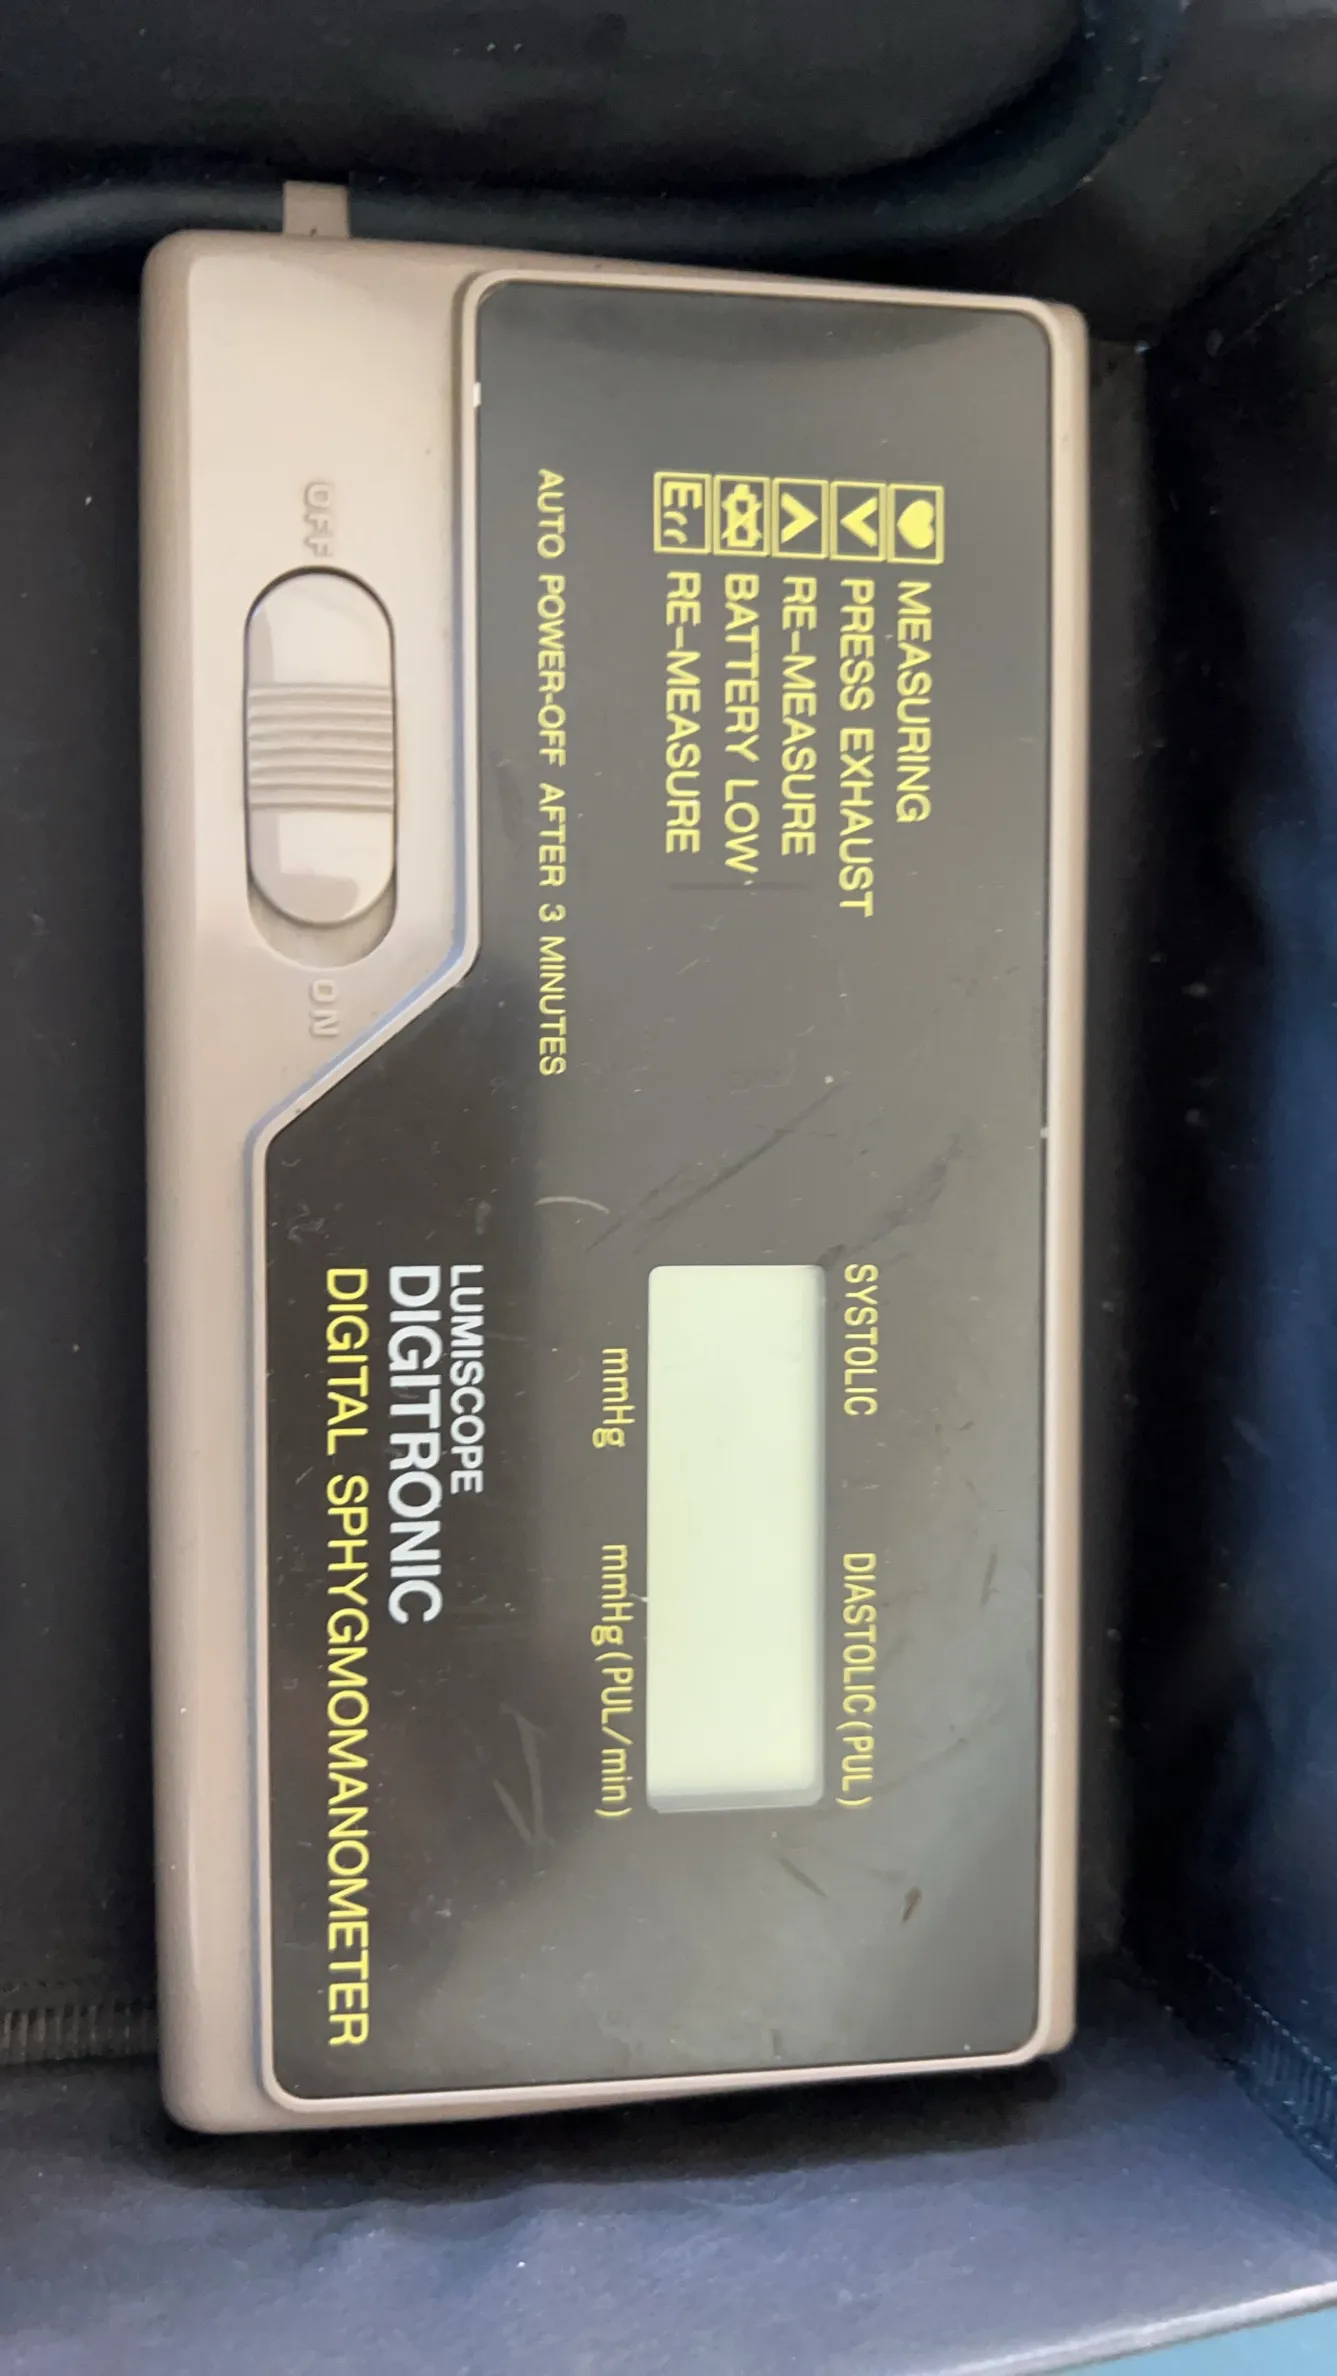 MEASURING
PRESS EXHAUST
RE-MEASURE
BATTERY LOW
Err RE-MEASURE
AUTO POWER-OFF AFTER 3 MINUTES
SYSTOLIC DIASTOLIC(PUL)
mmHg mmHg(PUL/min)
LUMISCOPE
DIGITRONIC
DIGITAL SPHYGMOMANOMETER
OFF ON